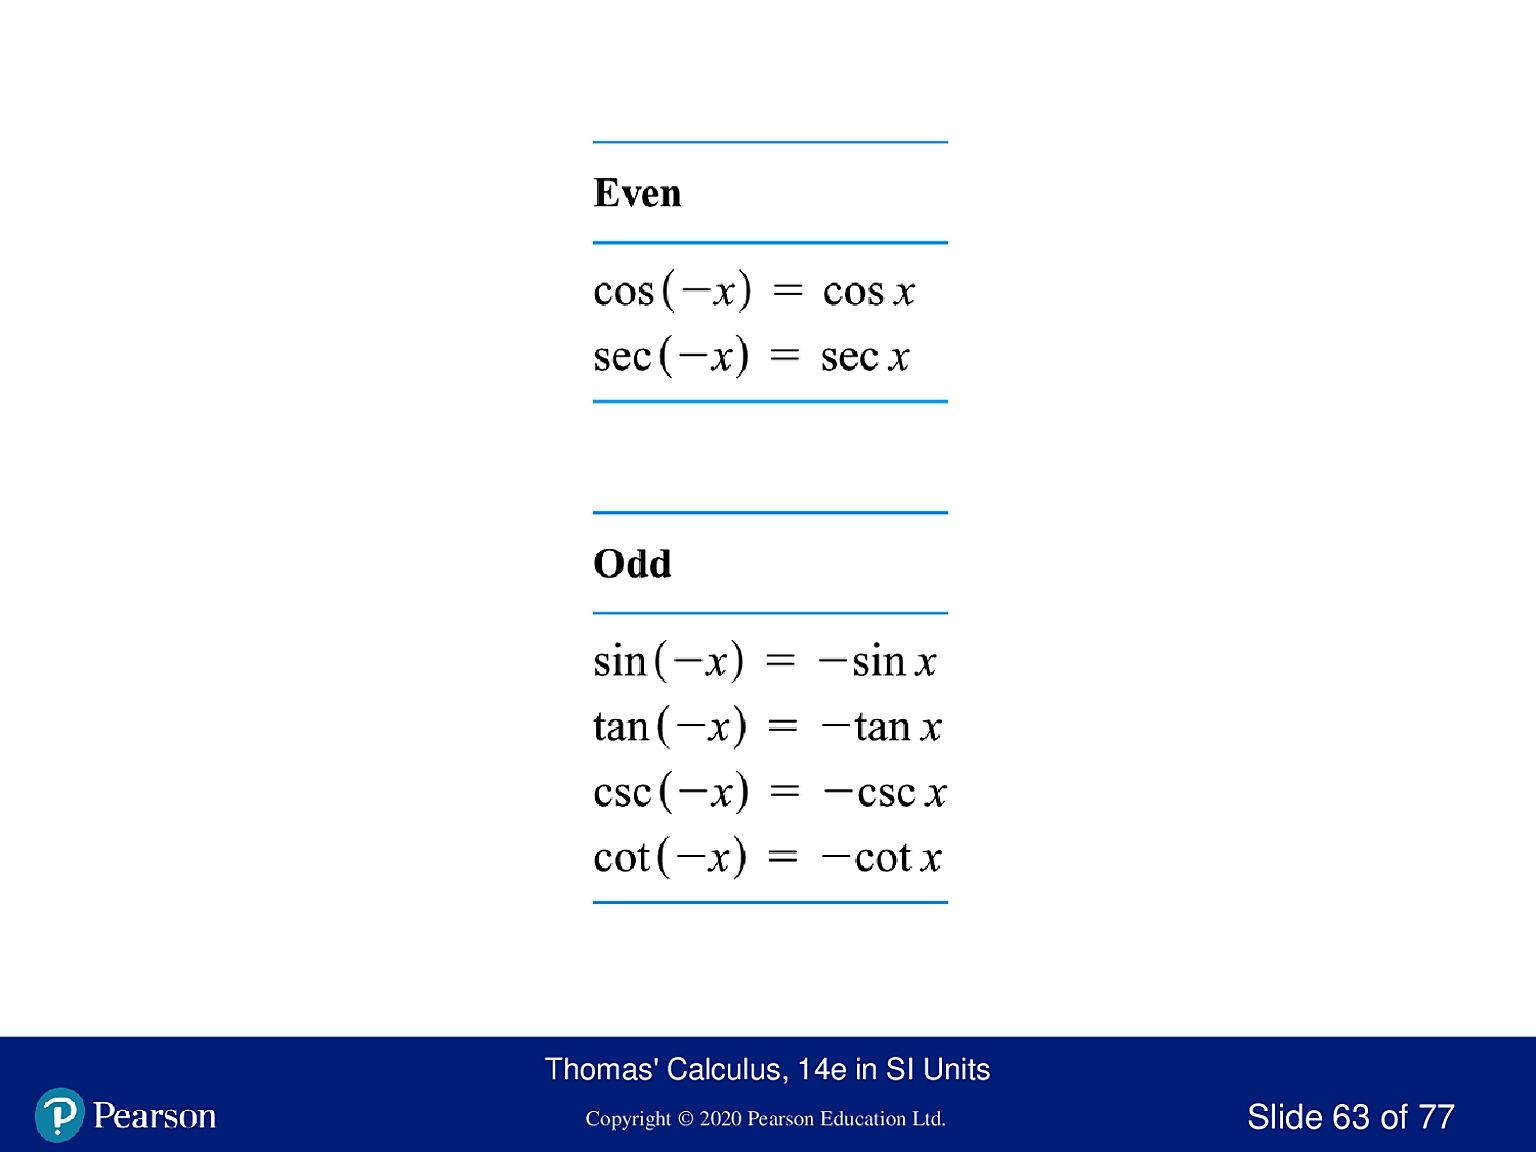 Even
cos(−x) = cos x
sec(−x) = sec x
Odd
sin(−x) = −sin x
tan(−x) = −tan x
csc(−x) = −csc x
cot(−x) = −cot x
Thomas' Calculus, 14e in SI Units
Pearson
Copyright © 2020 Pearson Education Ltd.
Slide 63 of 77